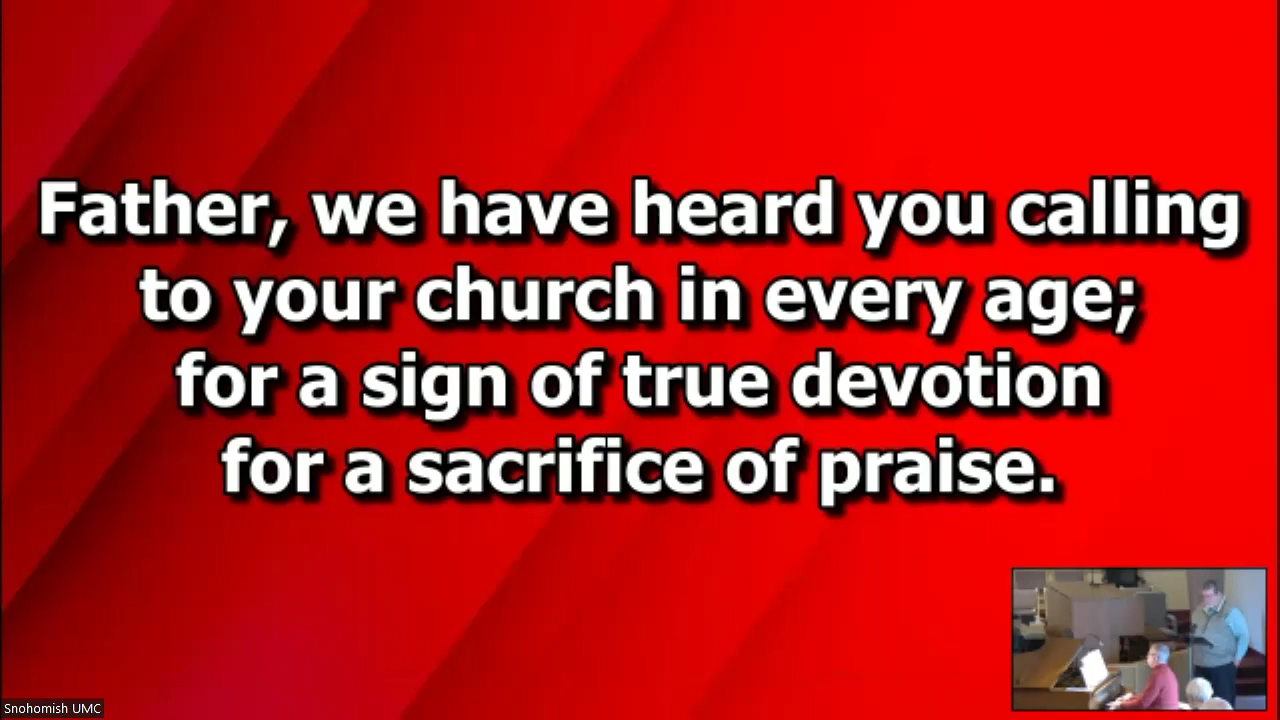 Father, we have heard you calling
to your church in every age;
for a sign of true devotion
for a sacrifice of praise.
Snohomish UMC